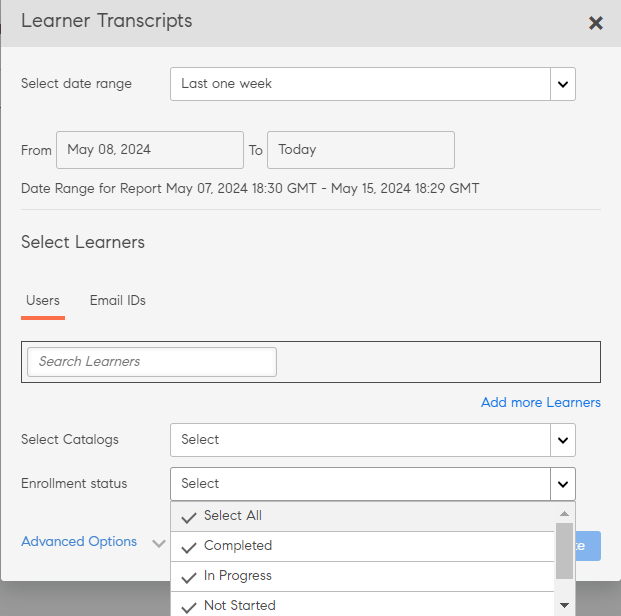 Learner Transcripts
Select date range
Last one week
From May 08, 2024 To Today
Date Range for Report May 07, 2024 18:30 GMT - May 15, 2024 18:29 GMT
Select Learners
Users Email IDs
Search Learners
Add more Learners
Select Catalogs
Select
Enrollment status
Select
Select All
Advanced Options
Completed
In Progress
Not Started